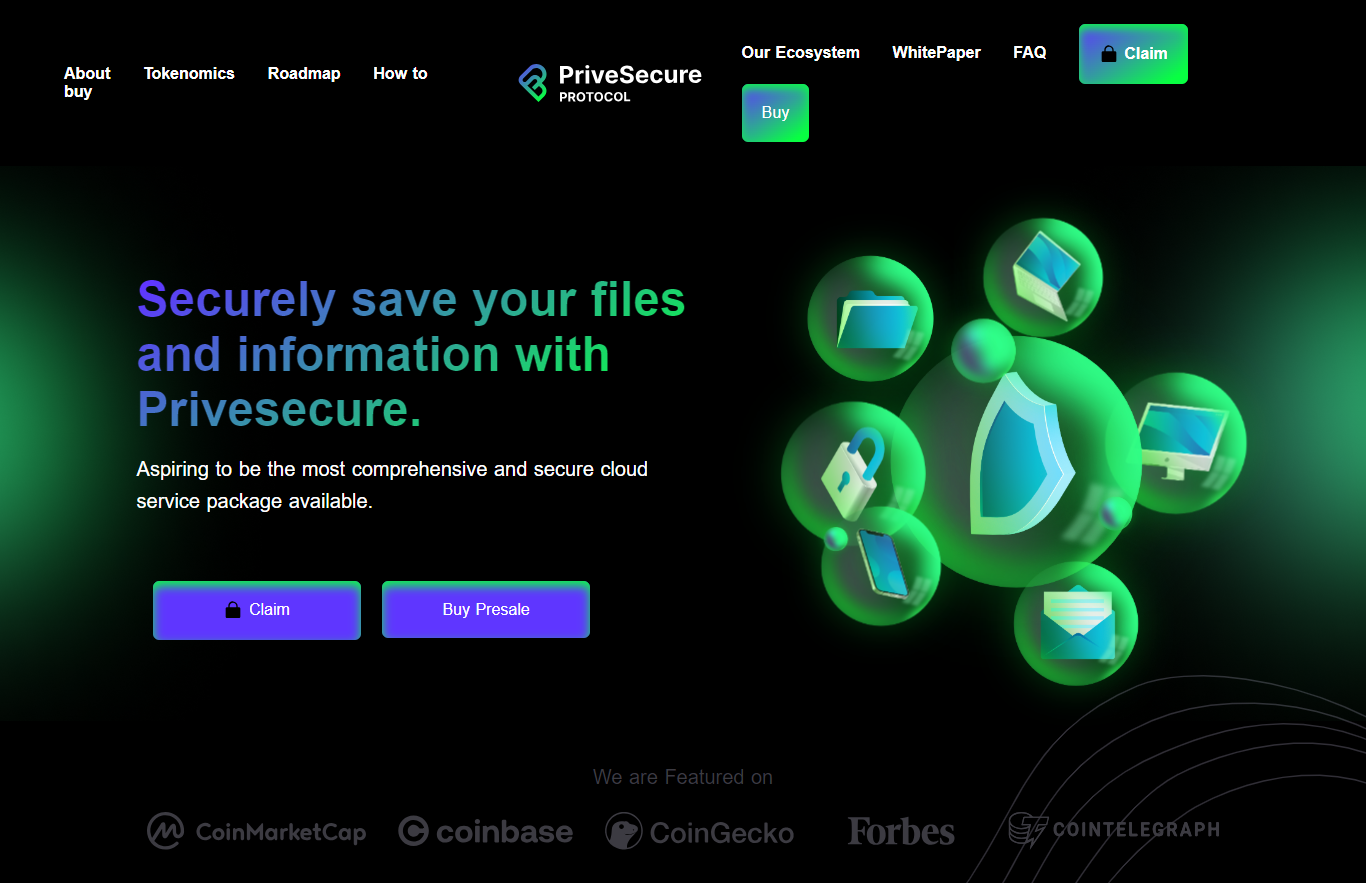 About Tokenomics Roadmap How to
buy
PriveSecure
PROTOCOL
Our Ecosystem WhitePaper FAQ Claim
Buy
Securely save your files
and information with
Privesecure.
Aspiring to be the most comprehensive and secure cloud
service package available.
Claim Buy Presale
We are Featured on
CoinMarketCap coinbase CoinGecko Forbes COINTELEGRAPH